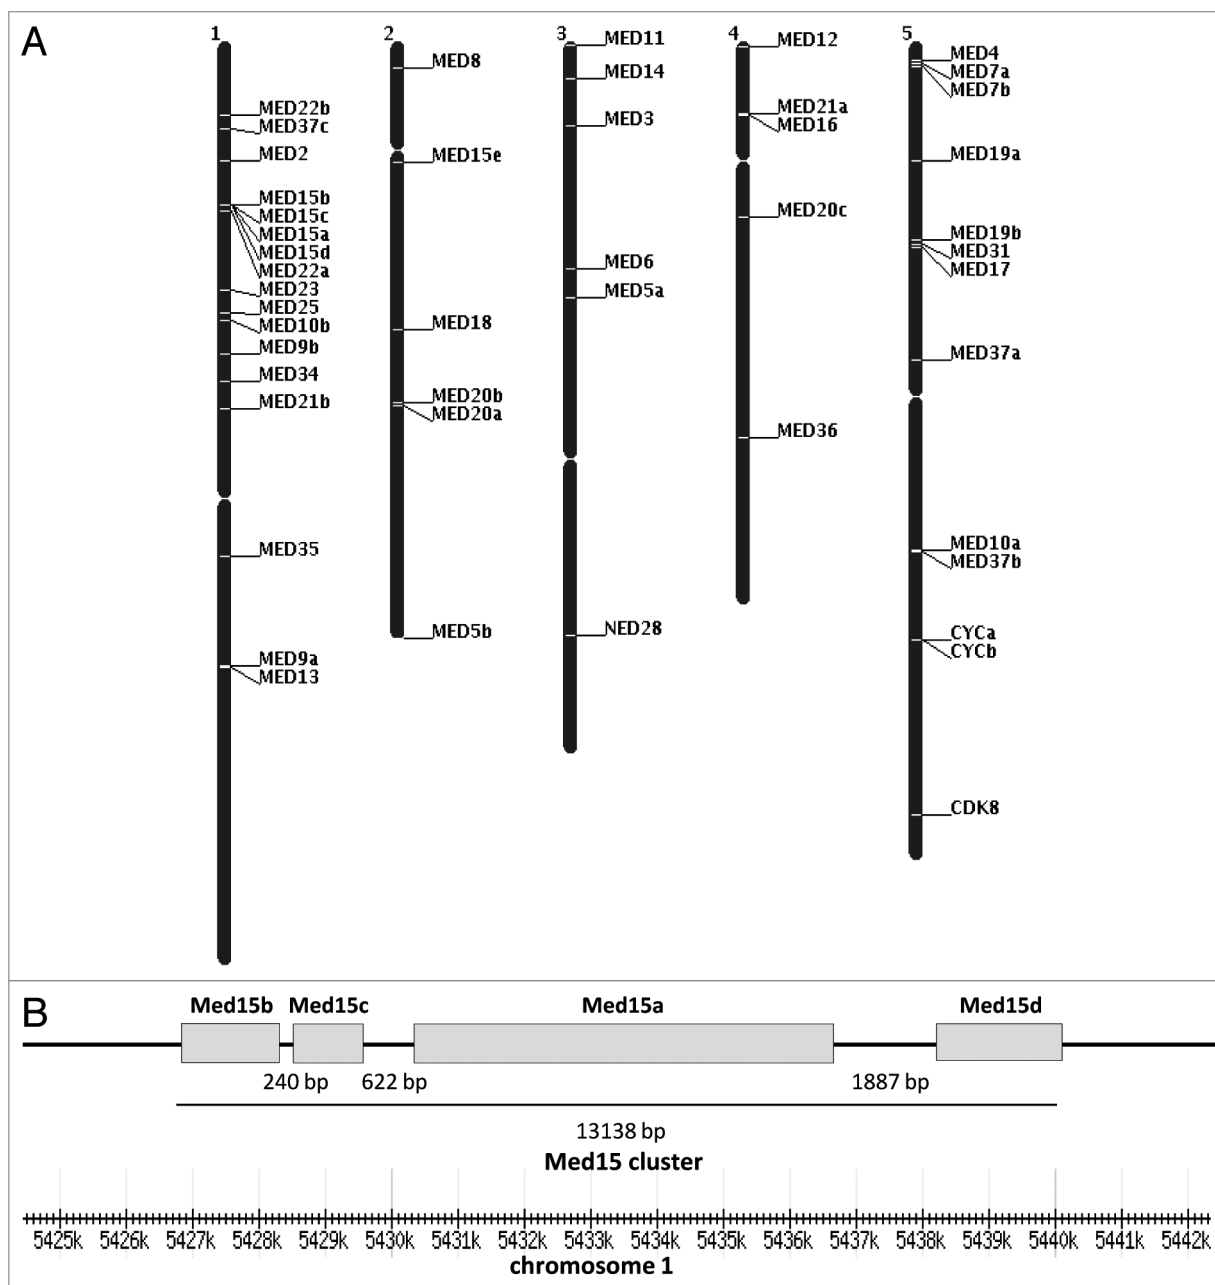 A
1
MED22b
MED37c
MED2
MED15b
MED15c
MED15a
MED15d
MED22a
MED23
MED25
MED10b
MED9b
MED34
MED21b
MED35
MED9a
MED13
2
MED8
MED15e
MED18
MED20b
MED20a
MED5b
3
MED11
MED14
MED3
MED6
MED5a
NED28
4
MED12
MED21a
MED16
MED20c
MED36
5
MED4
MED7a
MED7b
MED19a
MED19b
MED31
MED17
MED37a
MED10a
MED37b
CYCa
CYCb
CDK8
B
Med15b Med15c Med15a Med15d
240 bp 622 bp 1887 bp
13138 bp
Med15 cluster
5425k 5426k 5427k 5428k 5429k 5430k 5431k 5432k 5433k 5434k 5435k 5436k 5437k 5438k 5439k 5440k 5441k 5442k
chromosome 1